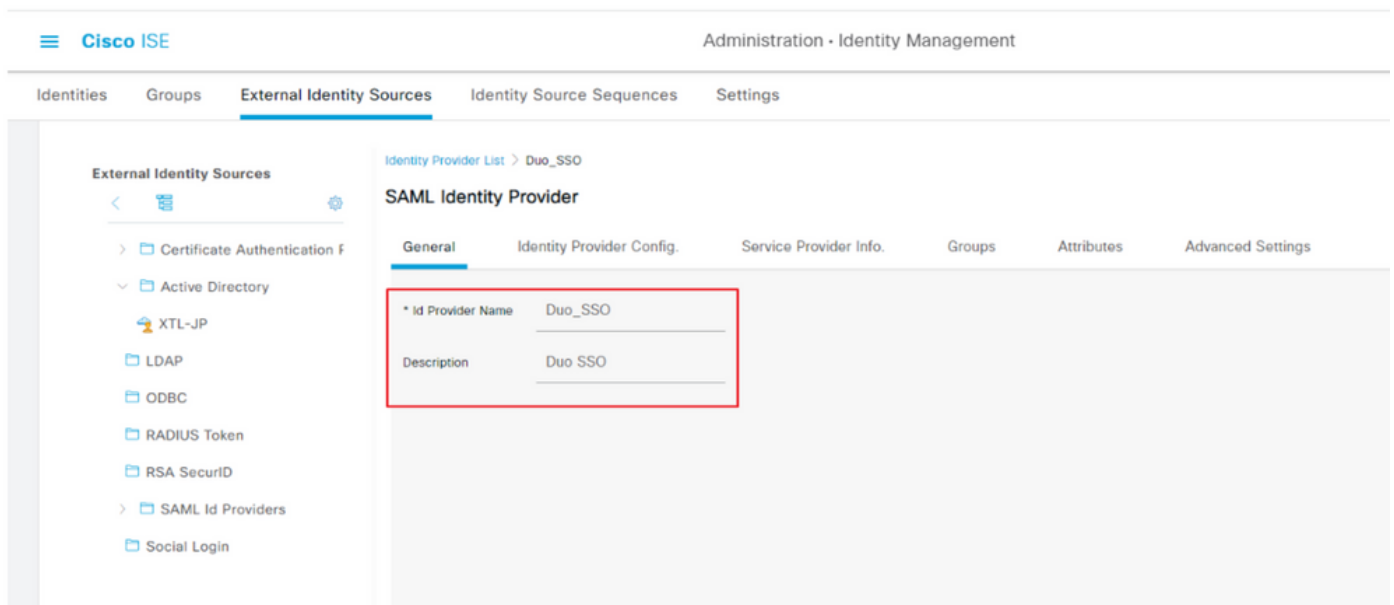 Cisco ISE
Administration · Identity Management
Identities Groups External Identity Sources Identity Source Sequences Settings
External Identity Sources
Certificate Authentication F
Active Directory
XTL-JP
LDAP
ODBC
RADIUS Token
RSA SecurID
SAML Id Providers
Social Login
Identity Provider List > Duo_SSO
SAML Identity Provider
General Identity Provider Config. Service Provider Info. Groups Attributes Advanced Settings
* Id Provider Name Duo_SSO
Description Duo SSO